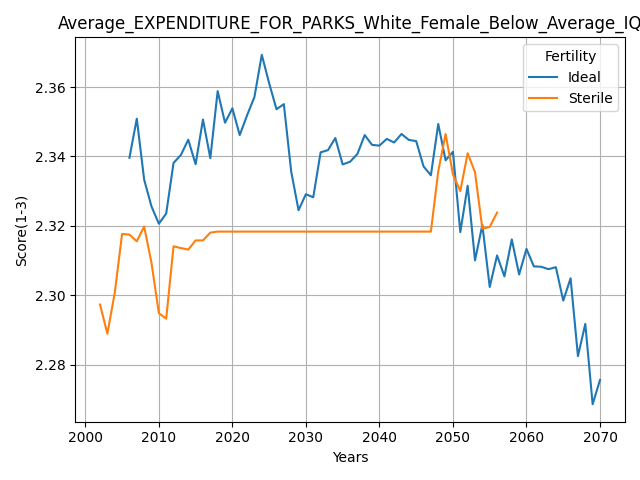 Average_EXPENDITURE_FOR_PARKS_White_Female_Below_Average_IQ
Fertility
Ideal
Sterile
2.36
2.34
2.32
2.30
2.28
Score(1-3)
2000
2010
2020
2030
2040
2050
2060
2070
Years